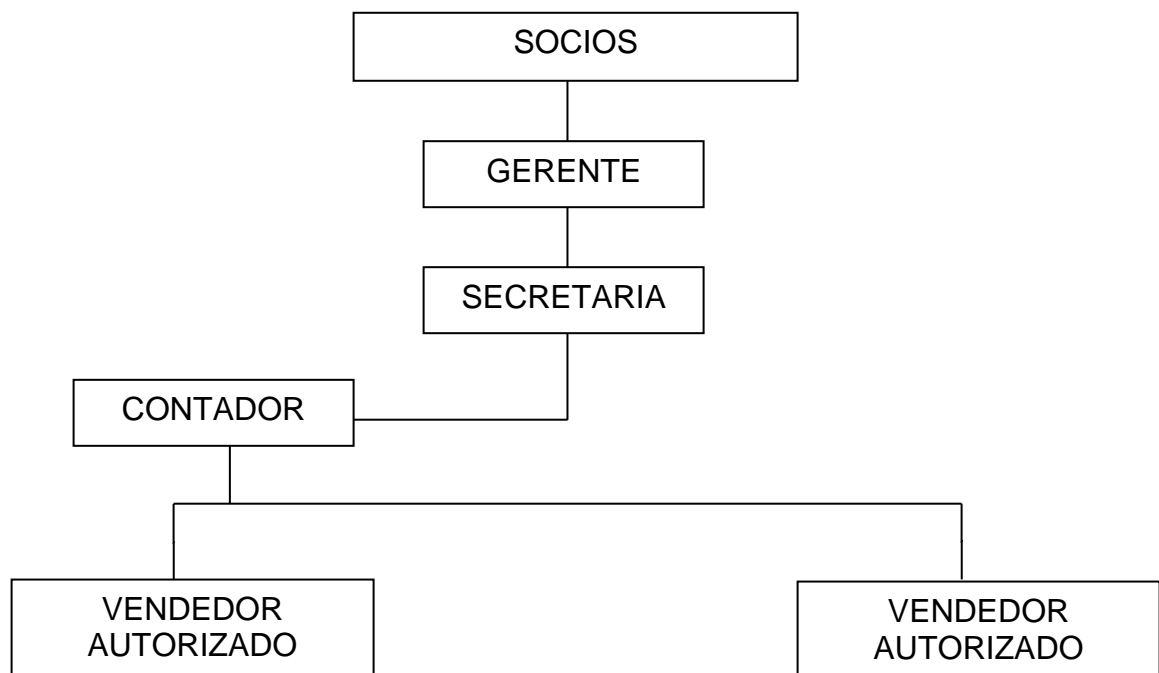 SOCIOS
GERENTE
SECRETARIA
CONTADOR
VENDEDOR
AUTORIZADO
VENDEDOR
AUTORIZADO